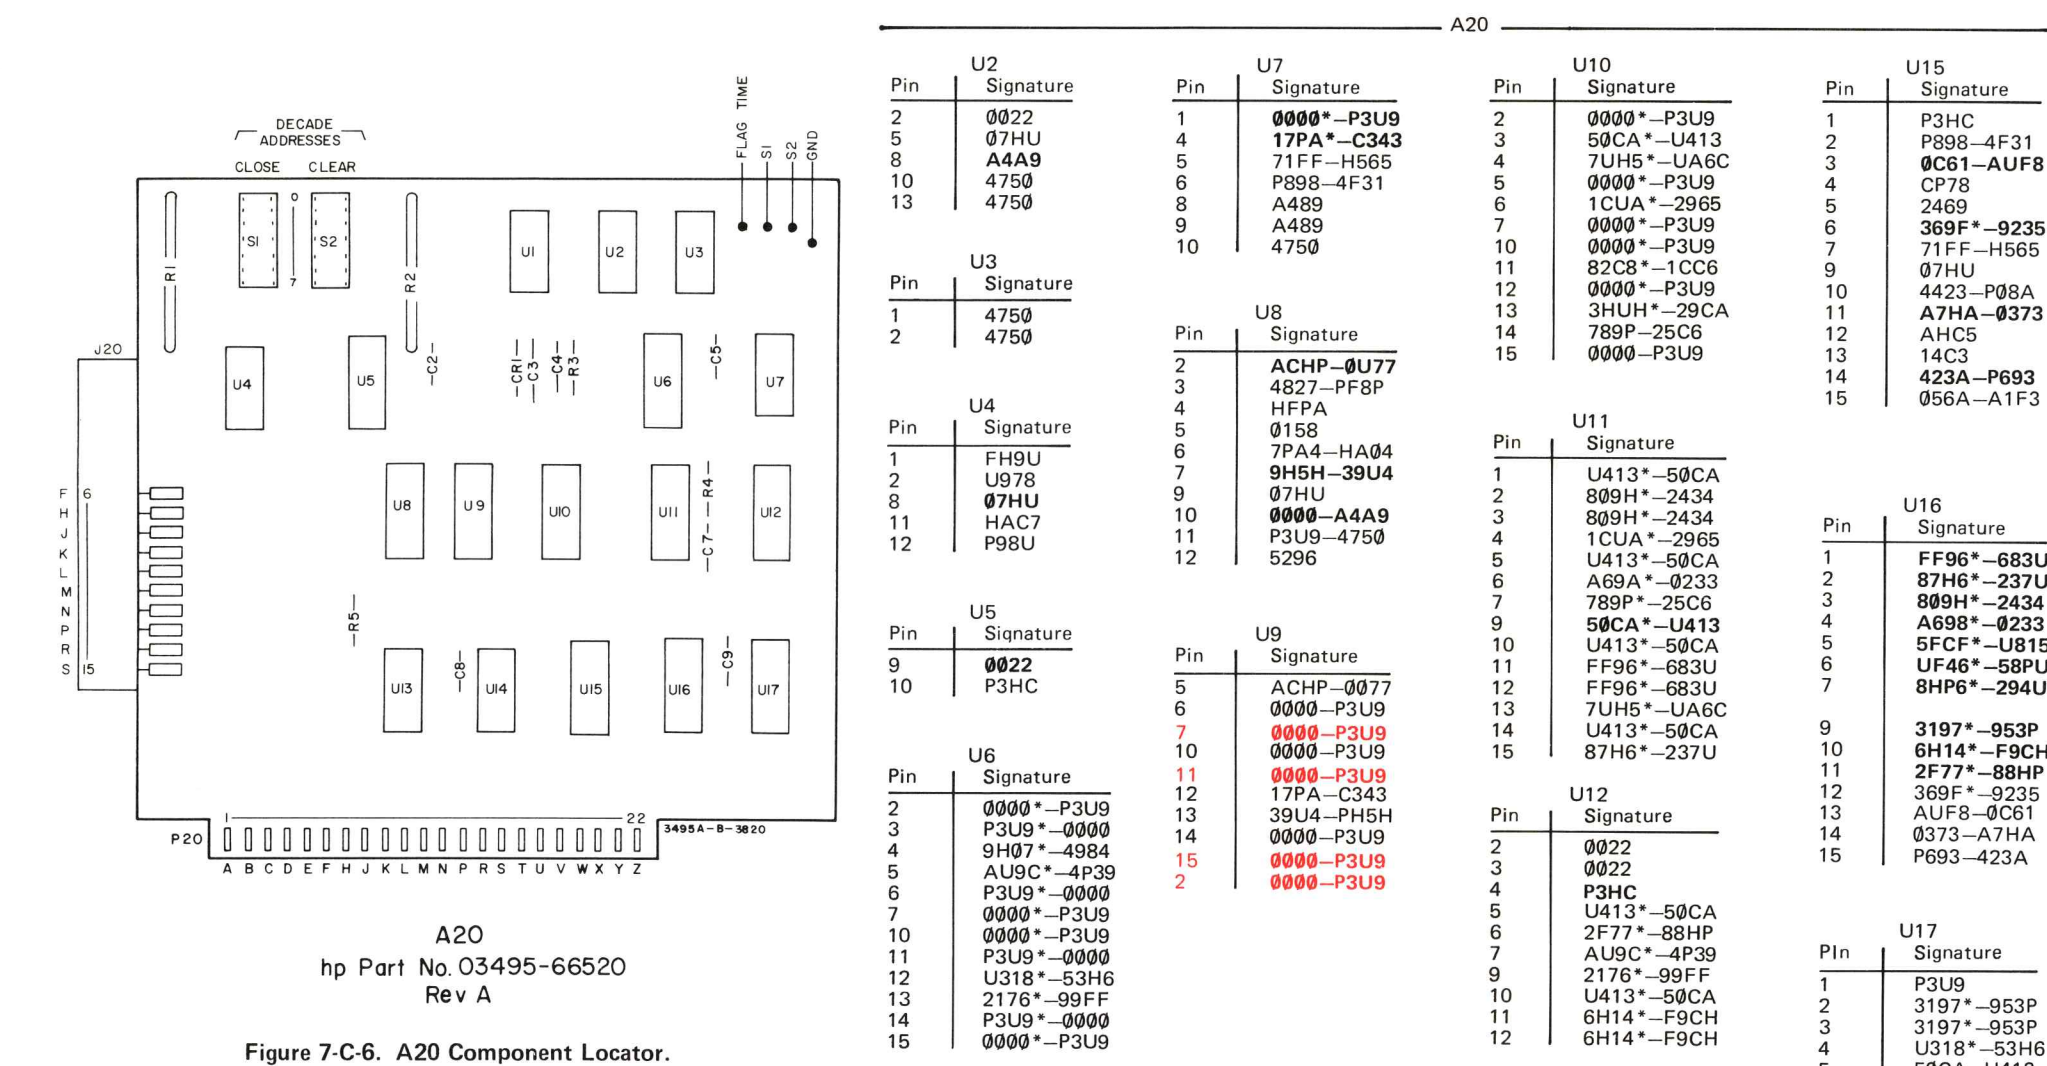 A20
DECADE
ADDRESSES
CLOSE CLEAR
FLAG TIME
S1
S2
GND
R1
S1
0
7
S2
R2
U1
U2
U3
J20
U4
U5
C2
CR1
C3
C4
R3
U6
C5
U7
F 6
H
J
K
L
M
N
P
R
S 15
U8
U9
U10
U11
R4
C7
U12
R5
U13
C8
U14
U15
U16
C9
U17
1 22
P20
3495A-B-3820
A B C D E F H J K L M N P R S T U V W X Y Z
A20
hp Part No. 03495-66520
Rev A
Figure 7-C-6. A20 Component Locator.
U2
Pin Signature
2 0022
5 07HU
8 A4A9
10 4750
13 4750
U3
Pin Signature
1 4750
2 4750
U4
Pin Signature
1 FH9U
2 U978
8 07HU
11 HAC7
12 P98U
U5
Pin Signature
9 0022
10 P3HC
U6
Pin Signature
2 0000*—P3U9
3 P3U9*—0000
4 9H07*—4984
5 AU9C*—4P39
6 P3U9*—0000
7 0000*—P3U9
10 0000*—P3U9
11 P3U9*—0000
12 U318*—53H6
13 2176*—99FF
14 P3U9*—0000
15 0000*—P3U9
U7
Pin Signature
1 0000*—P3U9
4 17PA*—C343
5 71FF—H565
6 P898—4F31
8 A489
9 A489
10 4750
U8
Pin Signature
2 ACHP—0U77
3 4827—PF8P
4 HFPA
5 0158
6 7PA4—HA04
7 9H5H—39U4
9 07HU
10 0000—A4A9
11 P3U9—4750
12 5296
U9
Pin Signature
5 ACHP—0077
6 0000—P3U9
7 0000—P3U9
10 0000—P3U9
11 0000—P3U9
12 17PA—C343
13 39U4—PH5H
14 0000—P3U9
15 0000—P3U9
2 0000—P3U9
U10
Pin Signature
2 0000*—P3U9
3 50CA*—U413
4 7UH5*—UA6C
5 0000*—P3U9
6 1CUA*—2965
7 0000*—P3U9
10 0000*—P3U9
11 82C8*—1CC6
12 0000*—P3U9
13 3HUH*—29CA
14 789P—25C6
15 0000—P3U9
U11
Pin Signature
1 U413*—50CA
2 809H*—2434
3 809H*—2434
4 1CUA*—2965
5 U413*—50CA
6 A69A*—0233
7 789P*—25C6
9 50CA*—U413
10 U413*—50CA
11 FF96*—683U
12 FF96*—683U
13 7UH5*—UA6C
14 U413*—50CA
15 87H6*—237U
U12
Pin Signature
2 0022
3 0022
4 P3HC
5 U413*—50CA
6 2F77*—88HP
7 AU9C*—4P39
9 2176*—99FF
10 U413*—50CA
11 6H14*—F9CH
12 6H14*—F9CH
U15
Pin Signature
1 P3HC
2 P898—4F31
3 0C61—AUF8
4 CP78
5 2469
6 369F*—9235
7 71FF—H565
9 07HU
10 4423—P08A
11 A7HA—0373
12 AHC5
13 14C3
14 423A—P693
15 056A—A1F3
U16
Pin Signature
1 FF96*—683U
2 87H6*—237U
3 809H*—2434
4 A698*—0233
5 5FCF*—U815
6 UF46*—58PU
7 8HP6*—294U
9 3197*—953P
10 6H14*—F9CH
11 2F77*—88HP
12 369F*—9235
13 AUF8—0C61
14 0373—A7HA
15 P693—423A
U17
PIn Signature
1 P3U9
2 3197*—953P
3 3197*—953P
4 U318*—53H6